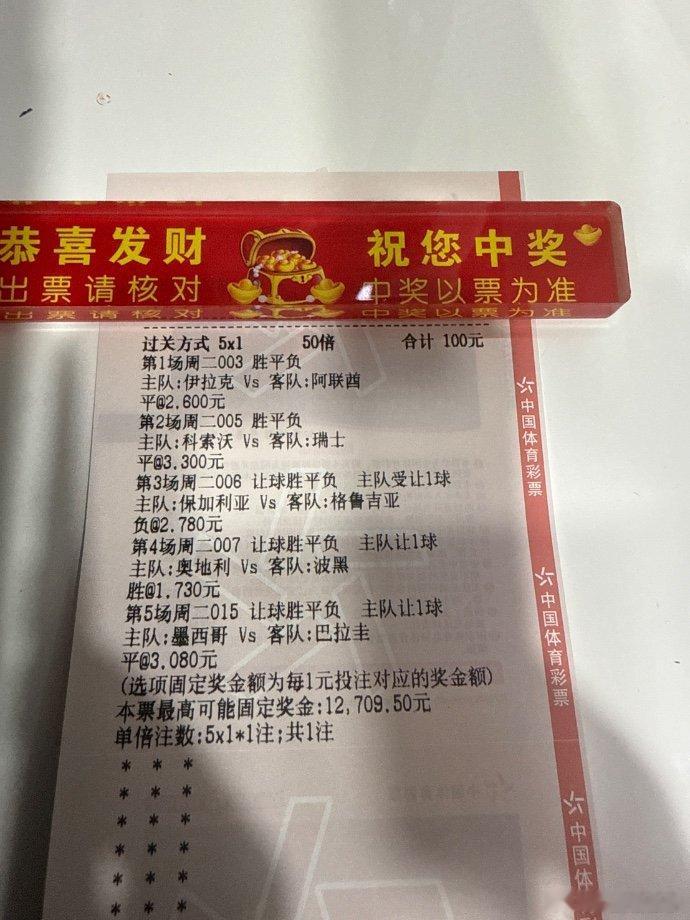 恭喜发财 祝您中奖
出票请核对 中奖以票为准
过关方式 5x1 50倍 合计 100元
第1场周二003 胜平负
主队:伊拉克 Vs 客队:阿联酋
平@2.600元
第2场周二005 胜平负
主队:科索沃 Vs 客队:瑞士
平@3.300元
第3场周二006 让球胜平负 主队受让1球
主队:保加利亚 Vs 客队:格鲁吉亚
负@2.780元
第4场周二007 让球胜平负 主队让1球
主队:奥地利 Vs 客队:波黑
胜@1.730元
第5场周二015 让球胜平负 主队让1球
主队:墨西哥 Vs 客队:巴拉圭
平@3.080元
(选项固定奖金额为每1元投注对应的奖金额)
本票最高可能固定奖金:12,709.50元
单倍注数:5x1*1注;共1注
* * *
* * *
* * *
* * *
* * *
* * *
中国体育彩票
中国体育彩票
中国体